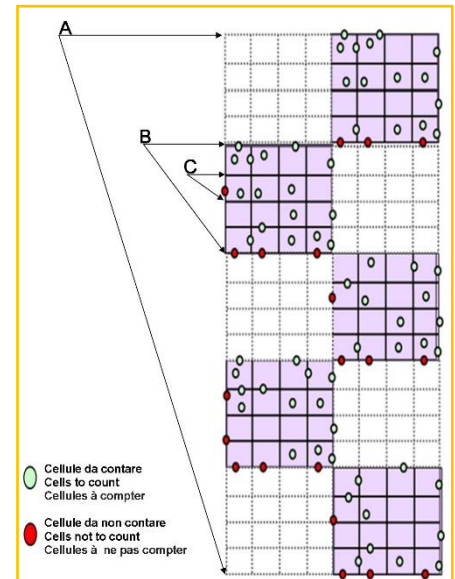 A
B
C
Cellule da contare
Cells to count
Cellules à compter
Cellule da non contare
Cells not to count
Cellules à ne pas compter